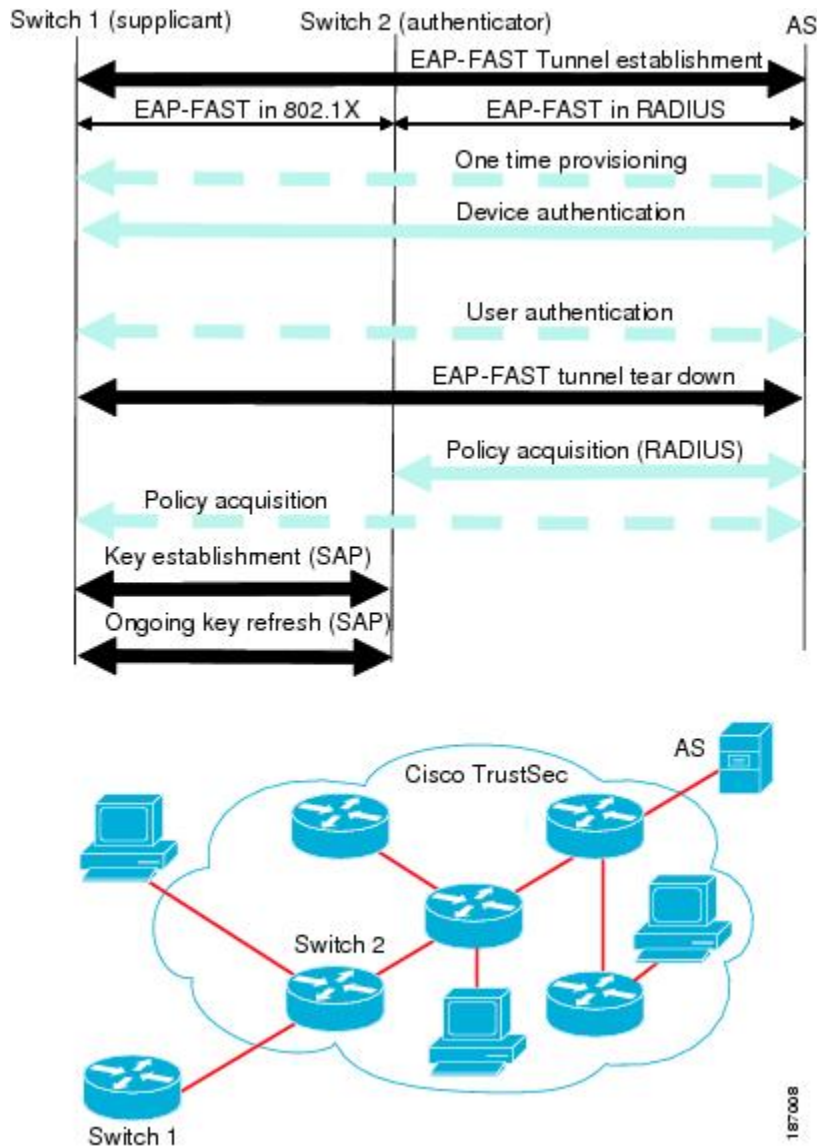 Switch 1 (supplicant) Switch 2 (authenticator) AS
EAP-FAST Tunnel establishment
EAP-FAST in 802.1X EAP-FAST in RADIUS
One time provisioning
Device authentication
User authentication
EAP-FAST tunnel tear down
Policy acquisition (RADIUS)
Policy acquisition
Key establishment (SAP)
Ongoing key refresh (SAP)
AS
Cisco TrustSec
Switch 2
Switch 1
187008